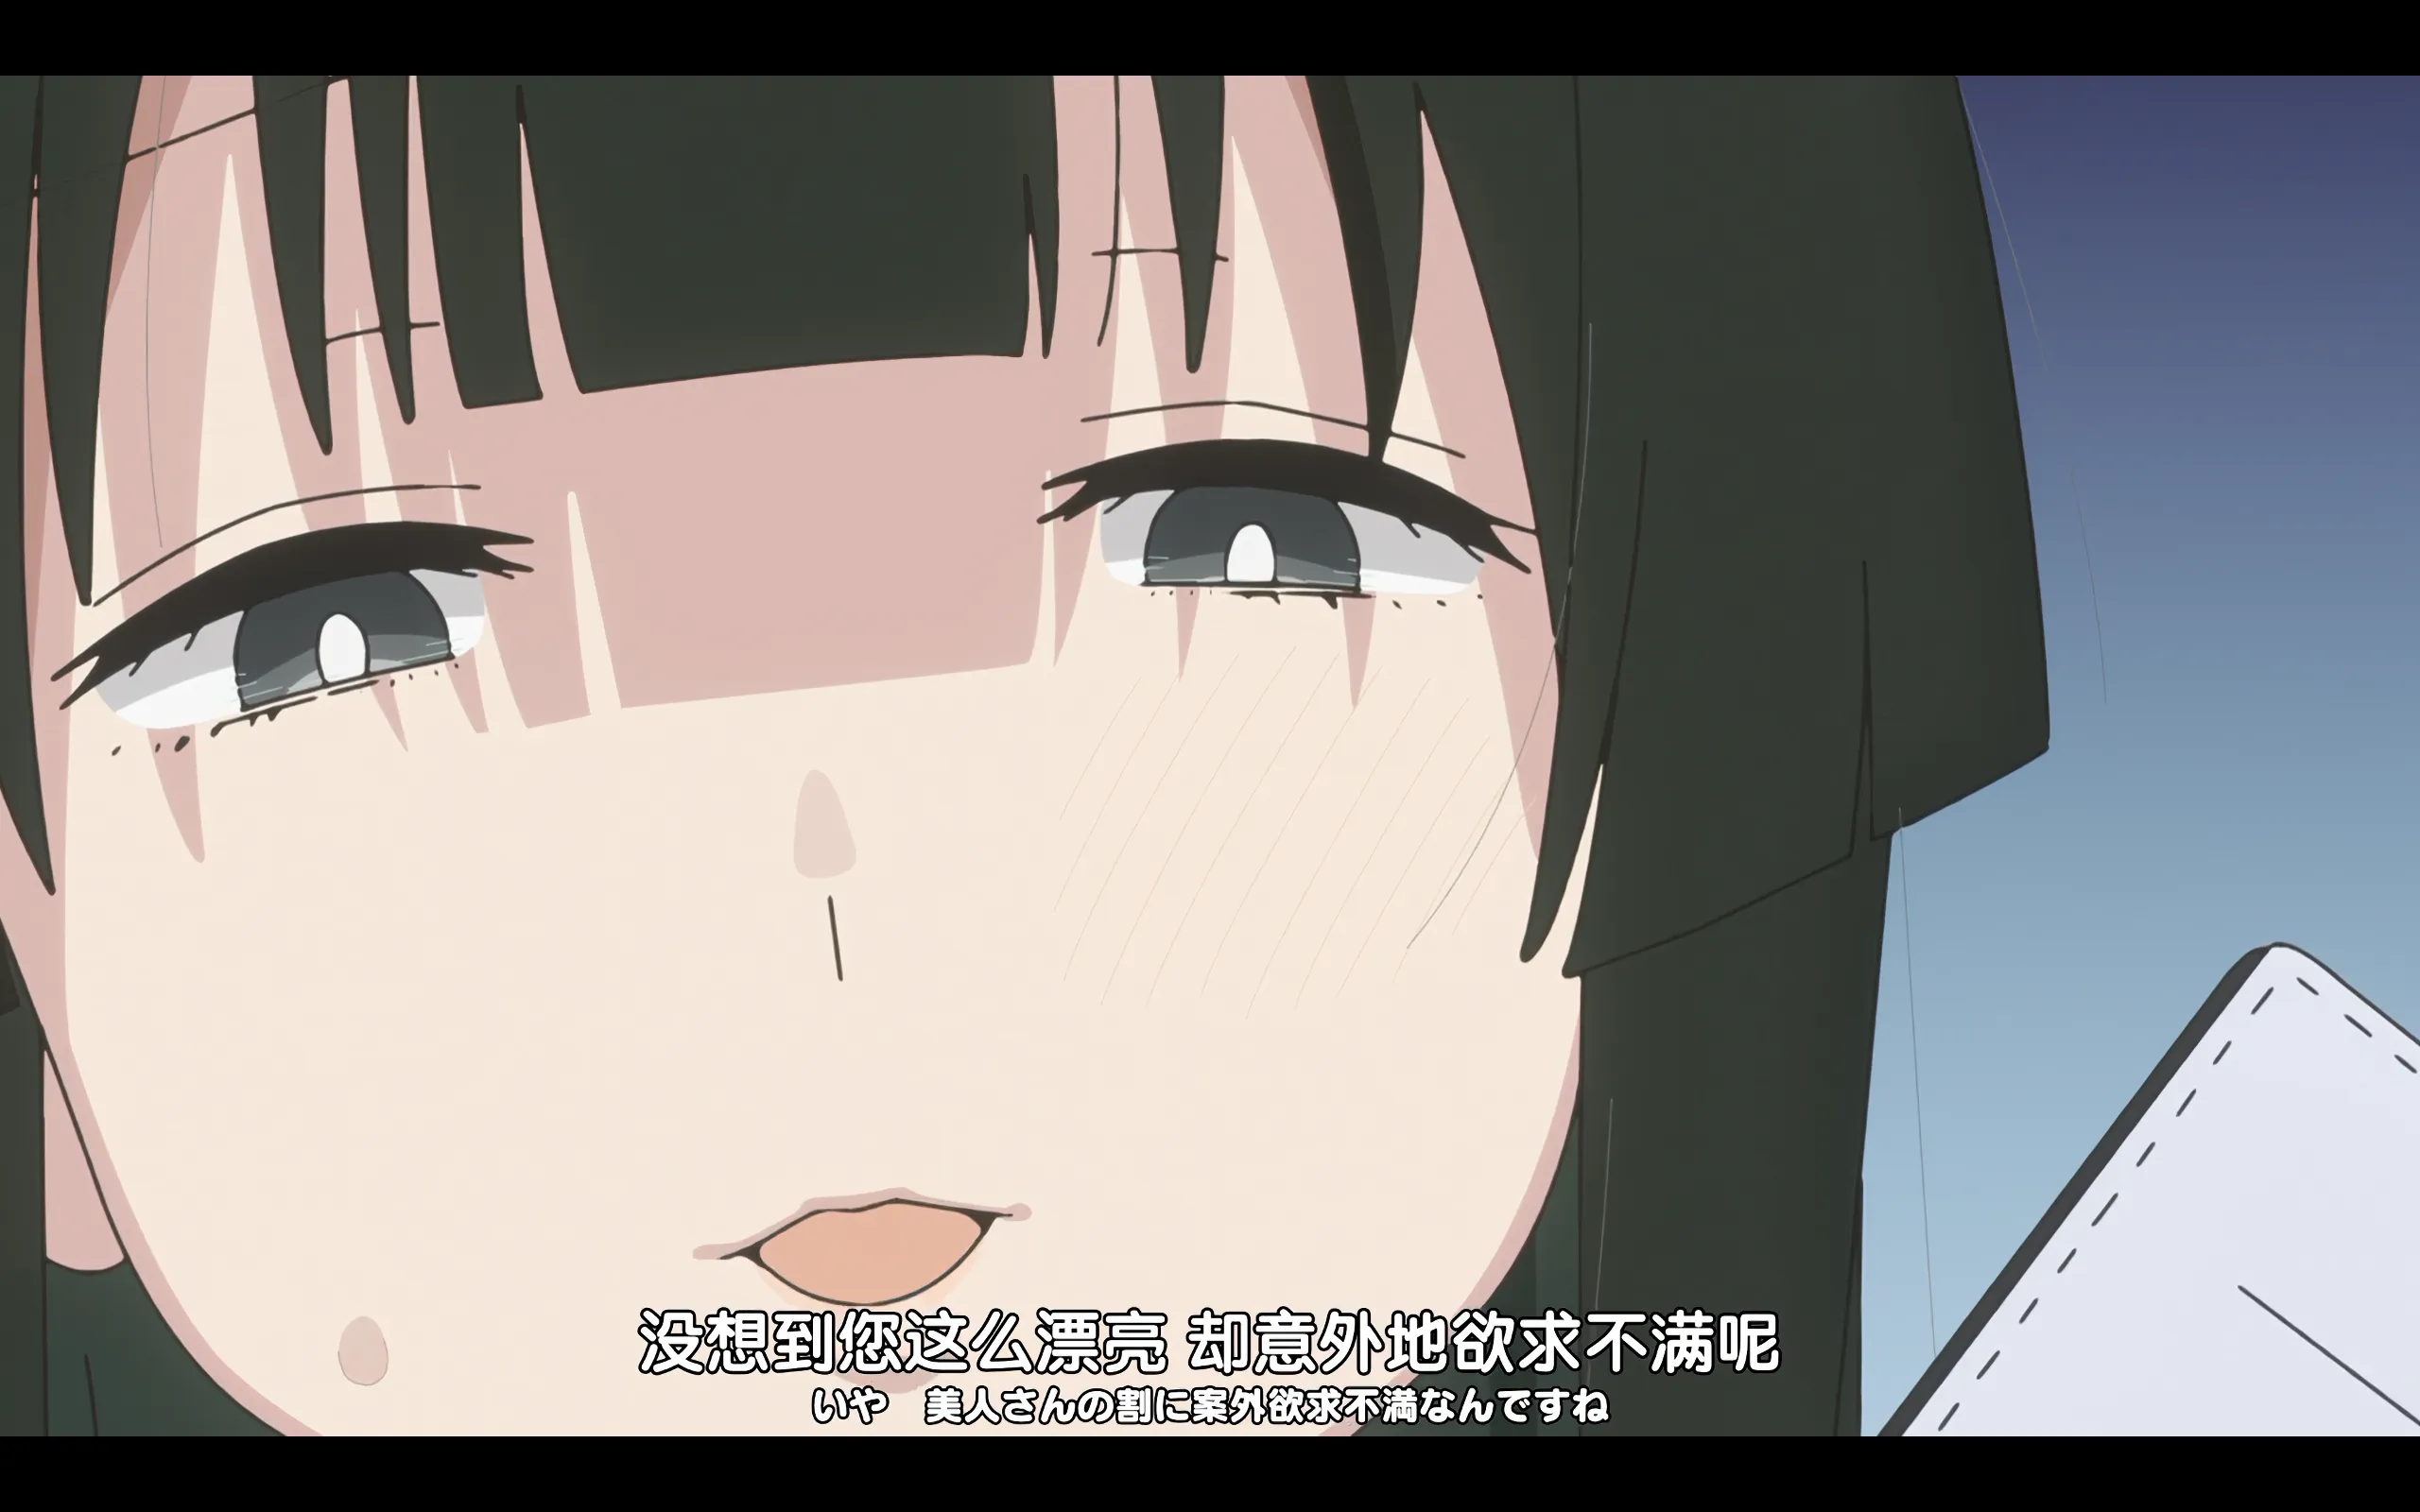 没想到您这么漂亮 却意外地欲求不满呢
いや　美人さんの割に案外欲求不満なんですね